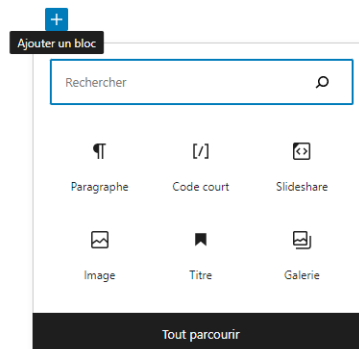 Ajouter un bloc
Rechercher
Paragraphe Code court Slideshare
Image Titre Galerie
Tout parcourir